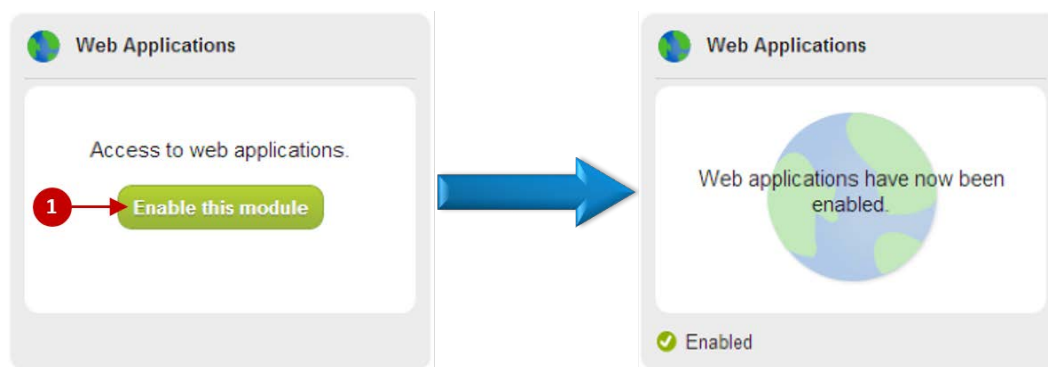 Web Applications
Access to web applications.
1
Enable this module
Web Applications
Web applications have now been
enabled.
Enabled